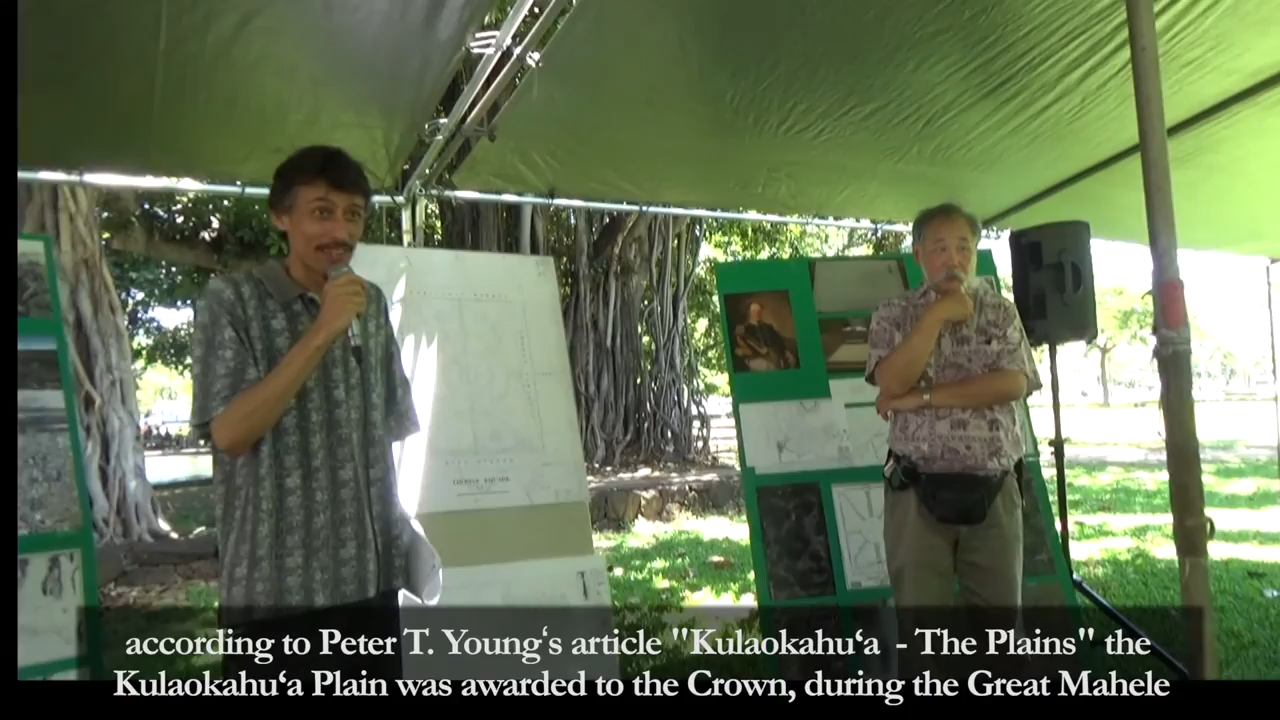 according to Peter T. Young‘s article "Kulaokahu‘a - The Plains" the
Kulaokahu‘a Plain was awarded to the Crown, during the Great Mahele